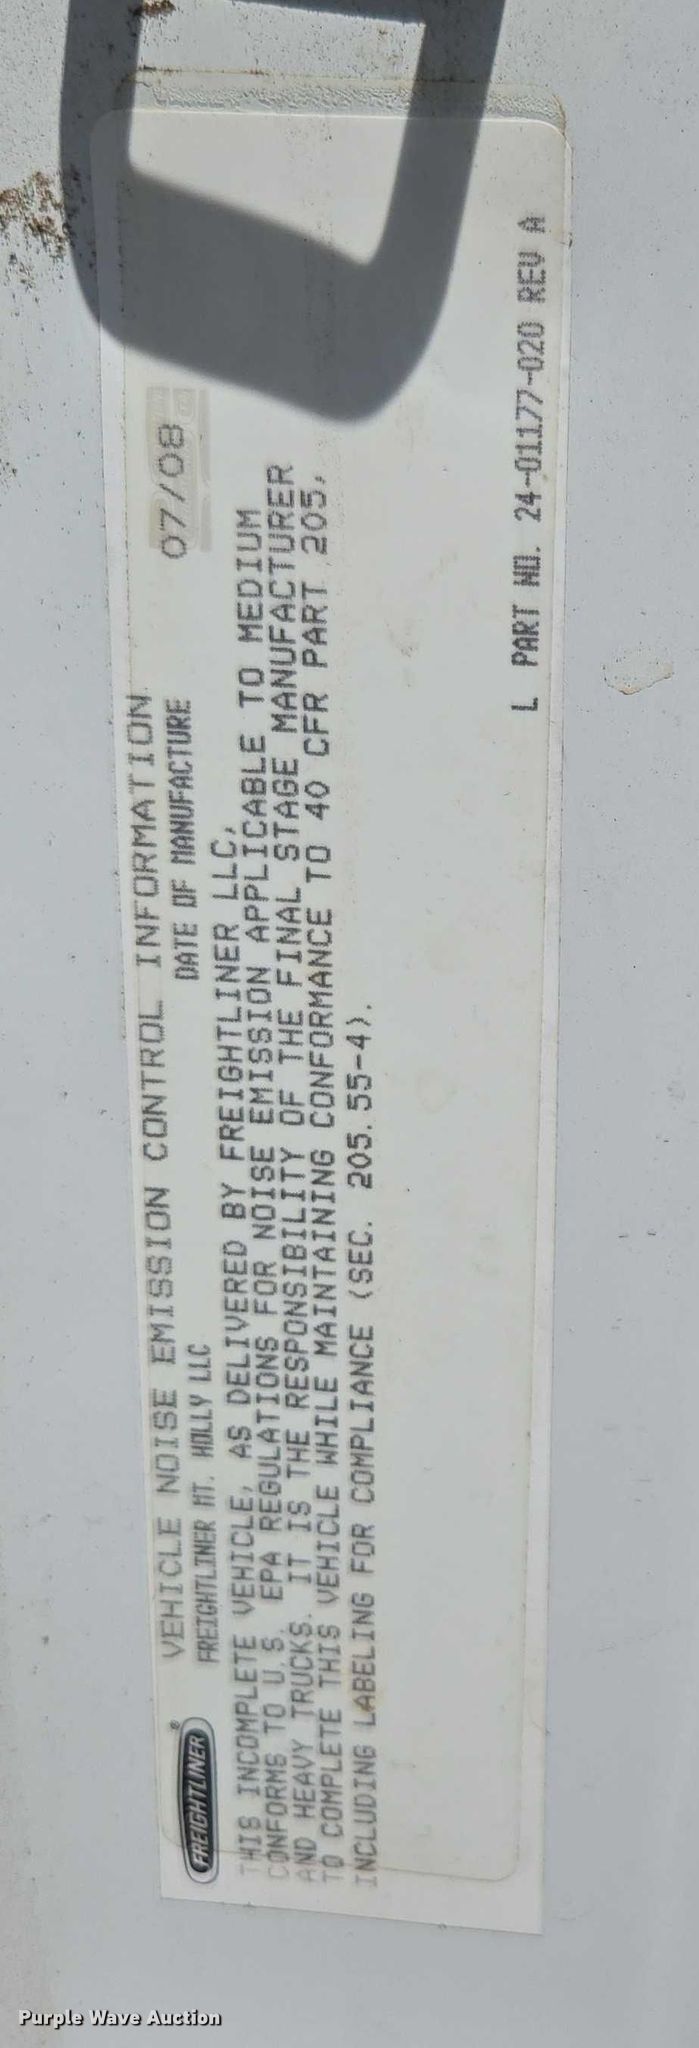 FREIGHTLINER ®
VEHICLE NOISE EMISSION CONTROL INFORMATION
FREIGHTLINER MT. HOLLY LLC DATE OF MANUFACTURE 07/08
THIS INCOMPLETE VEHICLE, AS DELIVERED BY FREIGHTLINER LLC,
CONFORMS TO U.S. EPA REGULATIONS FOR NOISE EMISSION APPLICABLE TO MEDIUM
AND HEAVY TRUCKS. IT IS THE RESPONSIBILITY OF THE FINAL STAGE MANUFACTURER
TO COMPLETE THIS VEHICLE WHILE MAINTAINING CONFORMANCE TO 40 CFR PART 205,
INCLUDING LABELING FOR COMPLIANCE (SEC. 205.55-4).
L PART NO. 24-01177-020 REV A
Purple Wave Auction